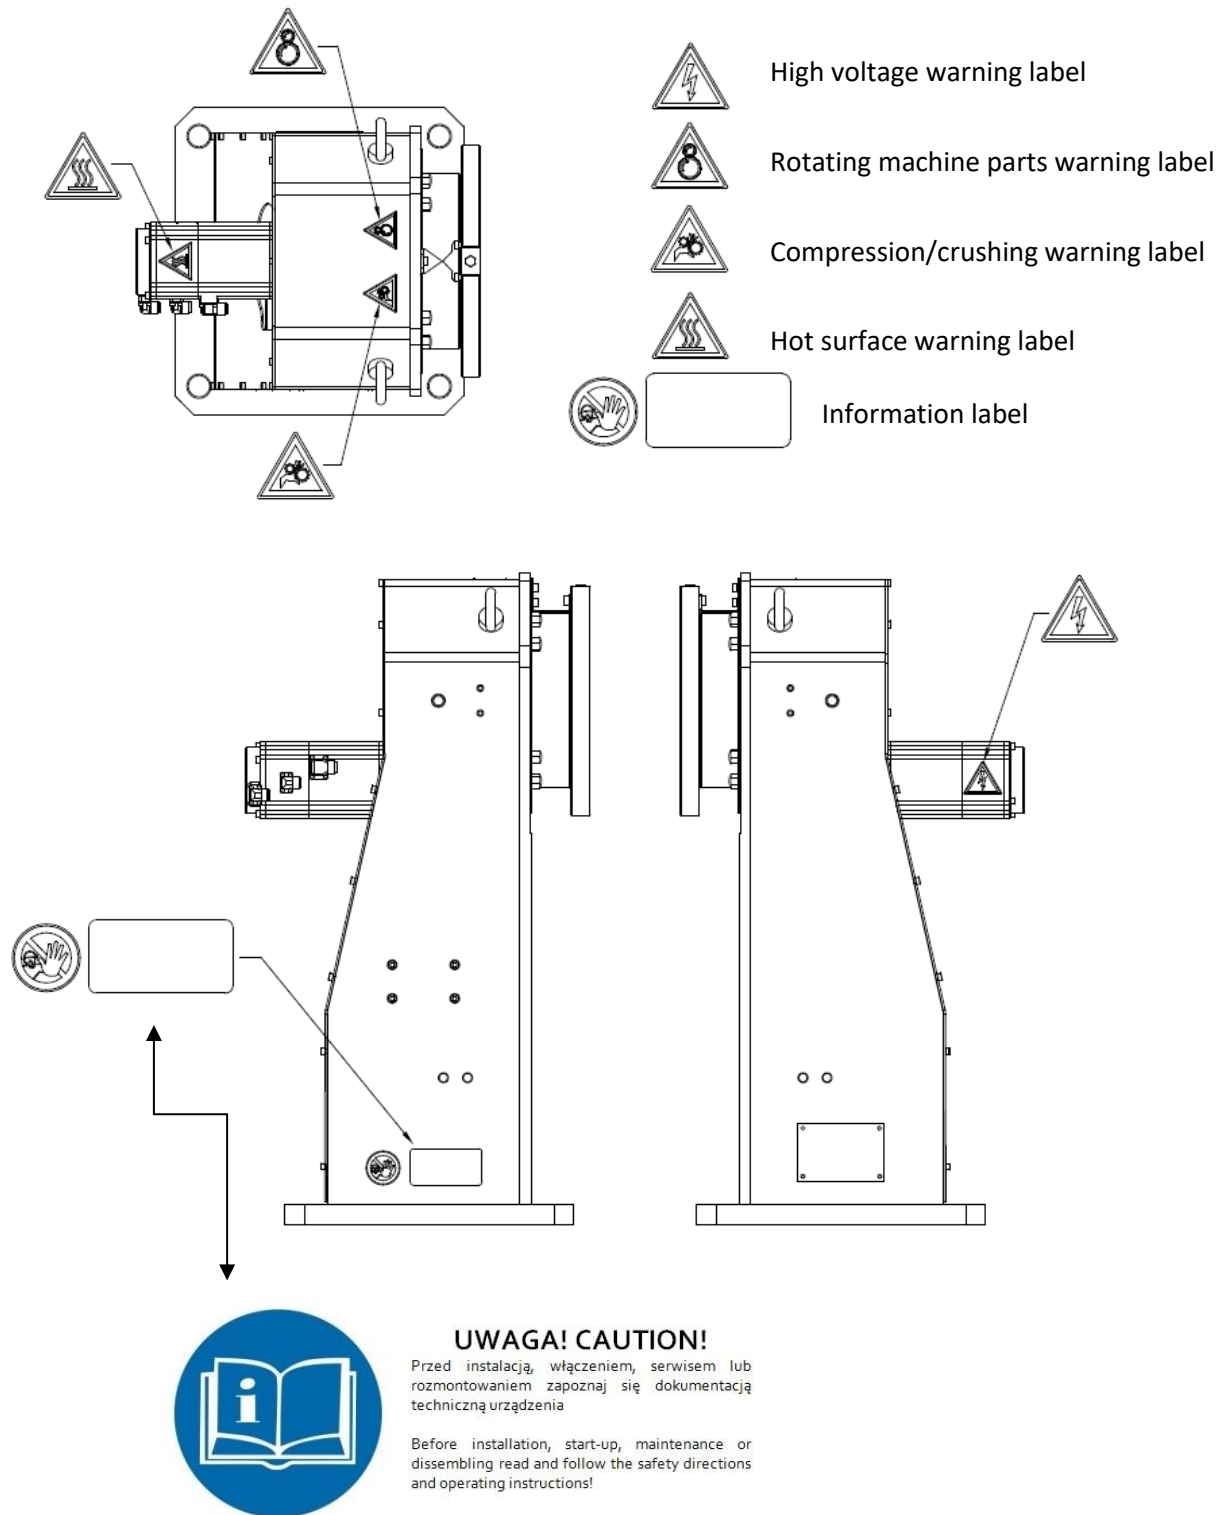 High voltage warning label
Rotating machine parts warning label
Compression/crushing warning label
Hot surface warning label
Information label
UWAGA! CAUTION!
Przed instalacją, włączeniem, serwisem lub
rozmontowaniem zapoznaj się dokumentacją
techniczną urządzenia
Before installation, start-up, maintenance or
dissembling read and follow the safety directions
and operating instructions!